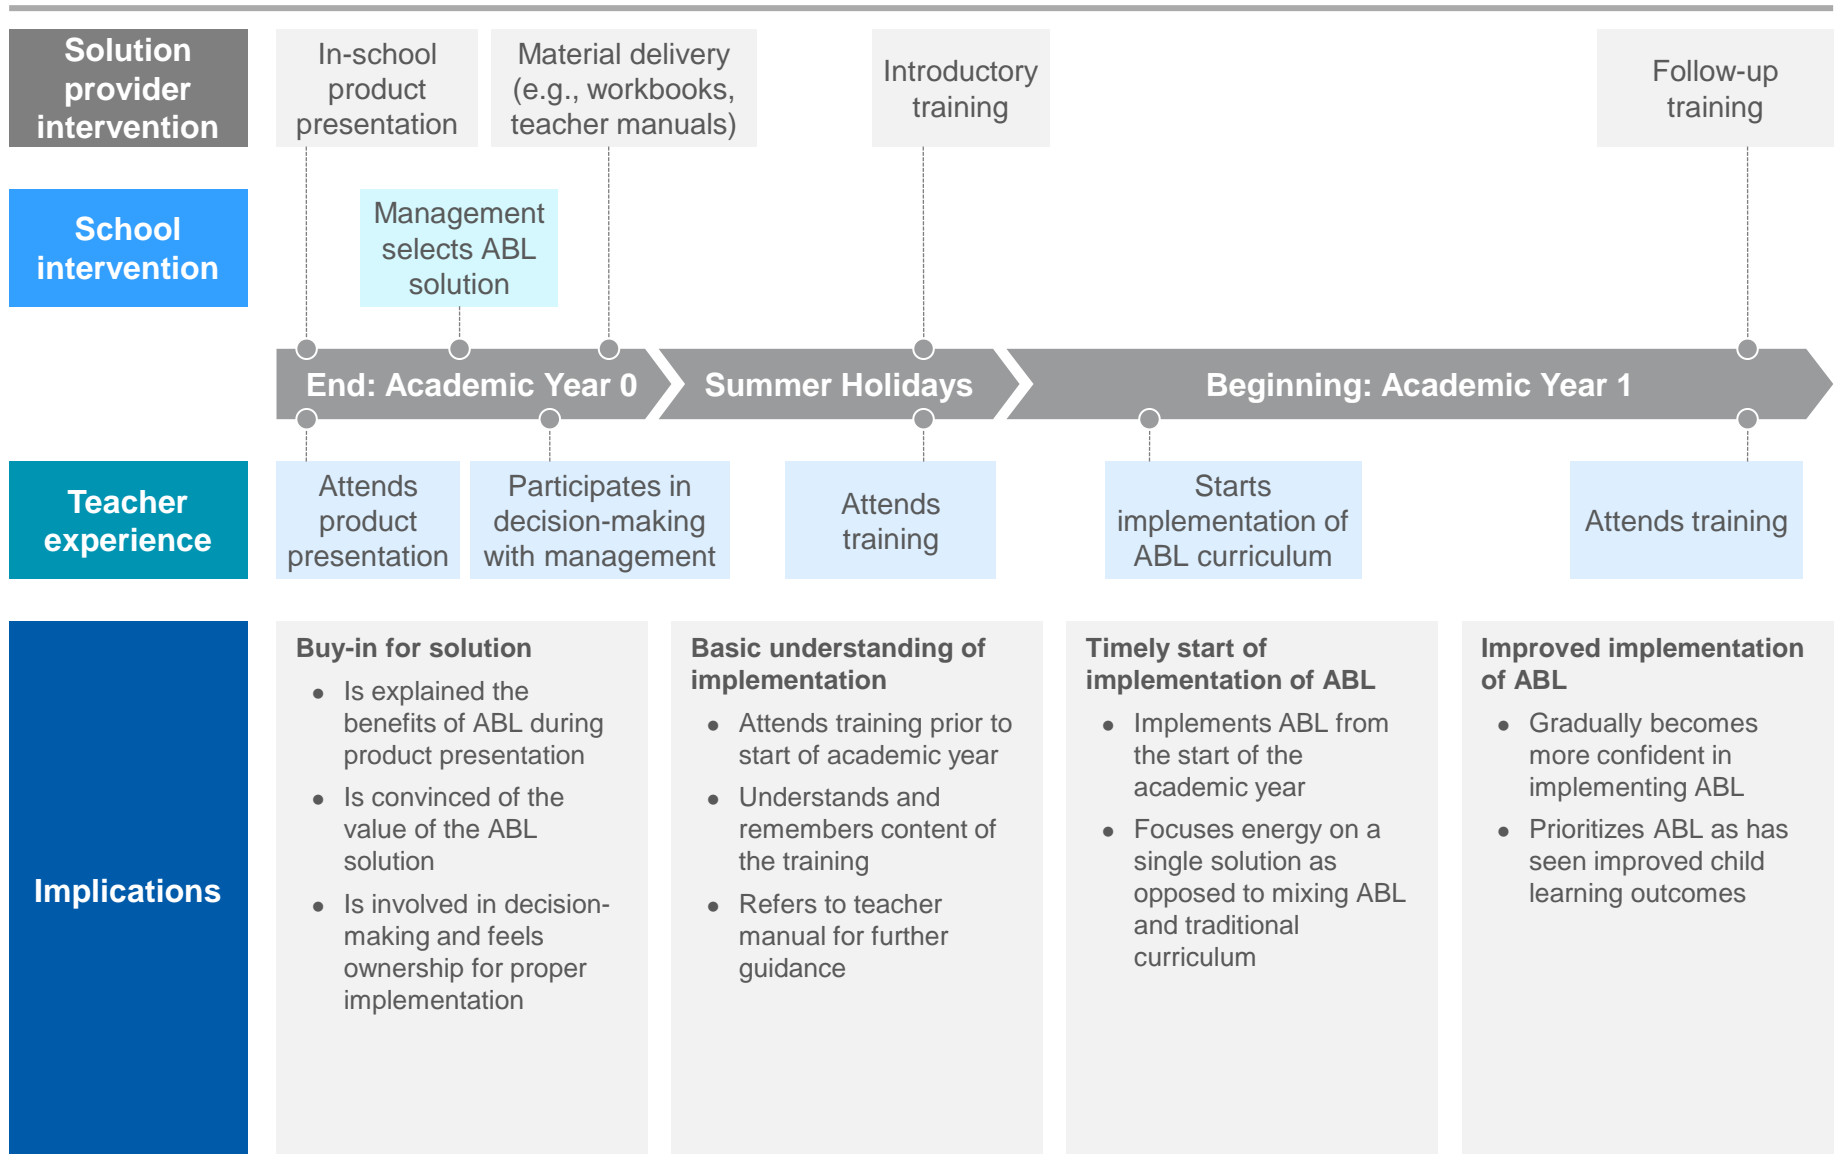 Solution
provider
intervention
In-school
product
presentation
Material delivery
(e.g., workbooks,
teacher manuals)
Introductory
training
Follow-up
training
School
intervention
Management
selects ABL
solution
End: Academic Year 0
Summer Holidays
Beginning: Academic Year 1
Teacher
experience
Attends
product
presentation
Participates in
decision-making
with management
Attends
training
Starts
implementation of
ABL curriculum
Attends training
Implications
Buy-in for solution
● Is explained the
benefits of ABL during
product presentation
● Is convinced of the
value of the ABL
solution
● Is involved in decision-
making and feels
ownership for proper
implementation
Basic understanding of
implementation
● Attends training prior to
start of academic year
● Understands and
remembers content of
the training
● Refers to teacher
manual for further
guidance
Timely start of
implementation of ABL
● Implements ABL from
the start of the
academic year
● Focuses energy on a
single solution as
opposed to mixing ABL
and traditional
curriculum
Improved implementation
of ABL
● Gradually becomes
more confident in
implementing ABL
● Prioritizes ABL as has
seen improved child
learning outcomes